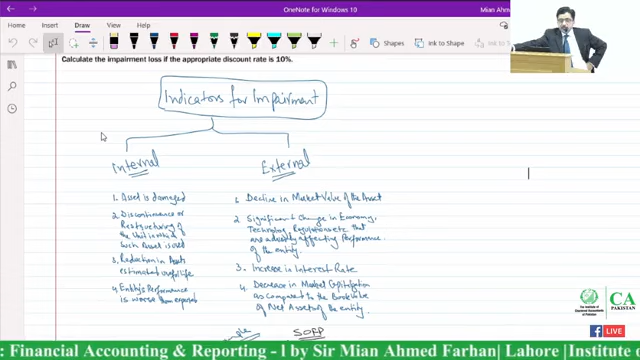 OneNote for Windows 10
Mian Ahm
Home
Insert
Draw
View
Shapes
Ink to Shape
Calculate the impairment loss if the appropriate discount rate is 10%.
Indicators for Impairment
Internal
1. Asset is damaged
2. Discontinuance or
Restructuring of
the unit in which
such Asset is used
3. Reduction in Assets
estimated useful life
4. Entity's Performance
is worse than expected
External
1. Decline in Market Value of the Asset
2 Significant Change in Economy,
Technology, Regulations etc that
are adversely affecting performance
of the entity.
3. Increase in Interest Rate
4. Decrease in Market Capitalization
as compared to the Book Value
of Net Assets of the entity.
SOFP
Institute of
CA
PAKISTAN
f LIVE
: Financial Accounting & Reporting - I by Sir Mian Ahmed Farhan| Lahore |Institute o